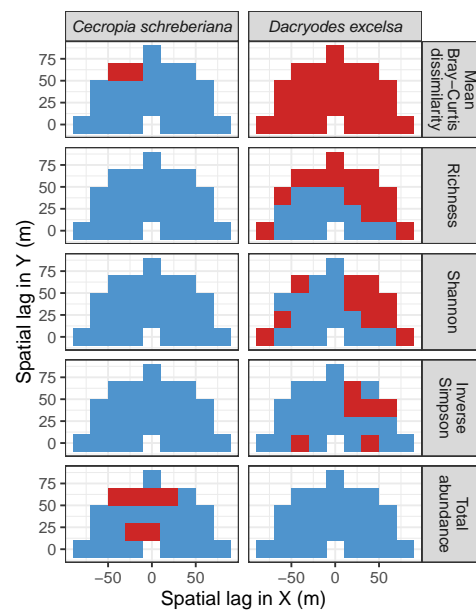 Cecropia schreberiana
Dacryodes excelsa
Spatial lag in Y (m)
75
50
25
0
Mean
Bray−Curtis
dissimilarity
75
50
25
0
Richness
75
50
25
0
Shannon
75
50
25
0
Inverse
Simpson
75
50
25
0
Total
abundance
−50 0 50
−50 0 50
Spatial lag in X (m)